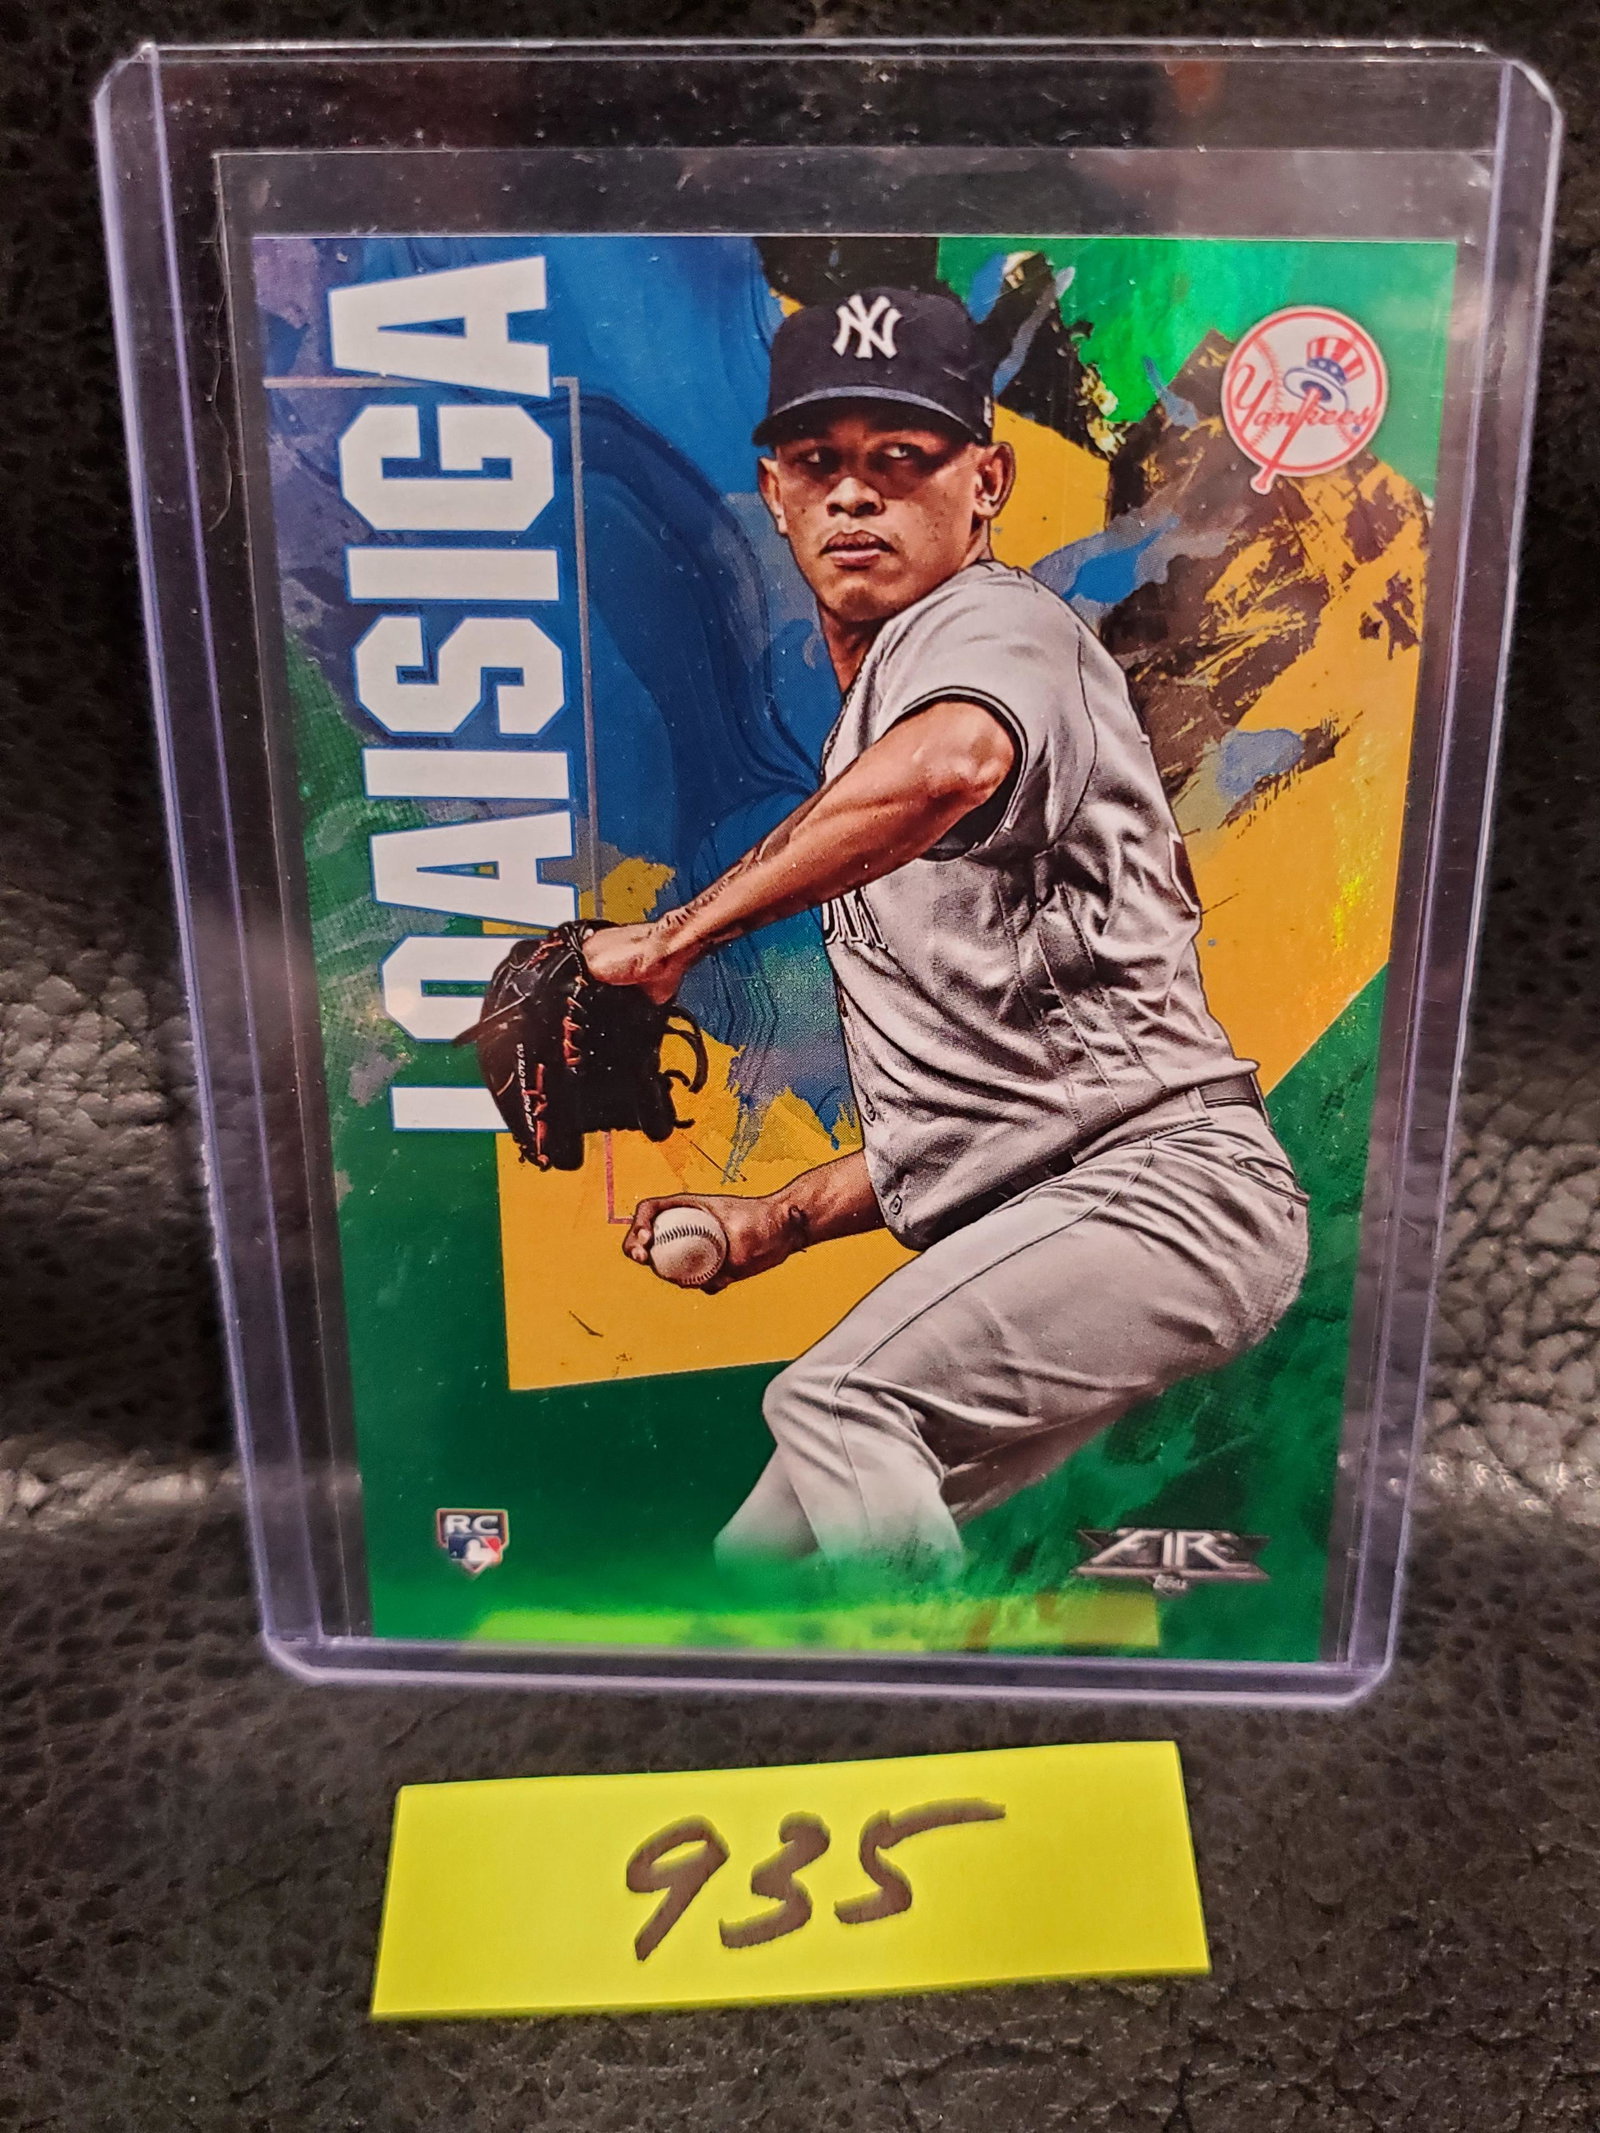 LOAISIGA
NY
Yankees
RC
FIRE
935